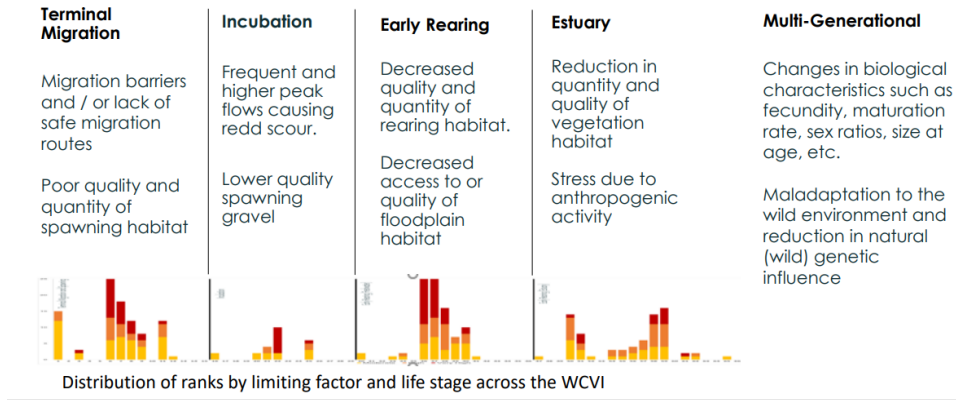 Terminal
Migration
Migration barriers
and / or lack of
safe migration
routes
Poor quality and
quantity of
spawning habitat
Incubation
Frequent and
higher peak
flows causing
redd scour.
Lower quality
spawning
gravel
Early Rearing
Decreased
quality and
quantity of
rearing habitat.
Decreased
access to or
quality of
floodplain
habitat
Estuary
Reduction in
quantity and
quality of
vegetation
habitat
Stress due to
anthropogenic
activity
Multi-Generational
Changes in biological
characteristics such as
fecundity, maturation
rate, sex ratios, size at
age, etc.
Maladaptation to the
wild environment and
reduction in natural
(wild) genetic
influence
Distribution of ranks by limiting factor and life stage across the WCVI